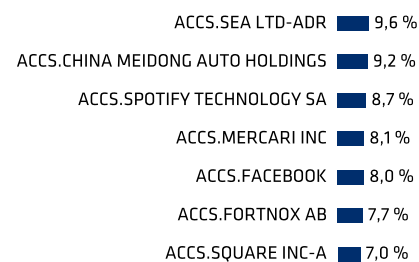 ACCS.SEA LTD-ADR 9,6 %
ACCS.CHINA MEIDONG AUTO HOLDINGS 9,2 %
ACCS.SPOTIFY TECHNOLOGY SA 8,7 %
ACCS.MERCARI INC 8,1 %
ACCS.FACEBOOK 8,0 %
ACCS.FORTNOX AB 7,7 %
ACCS.SQUARE INC-A 7,0 %